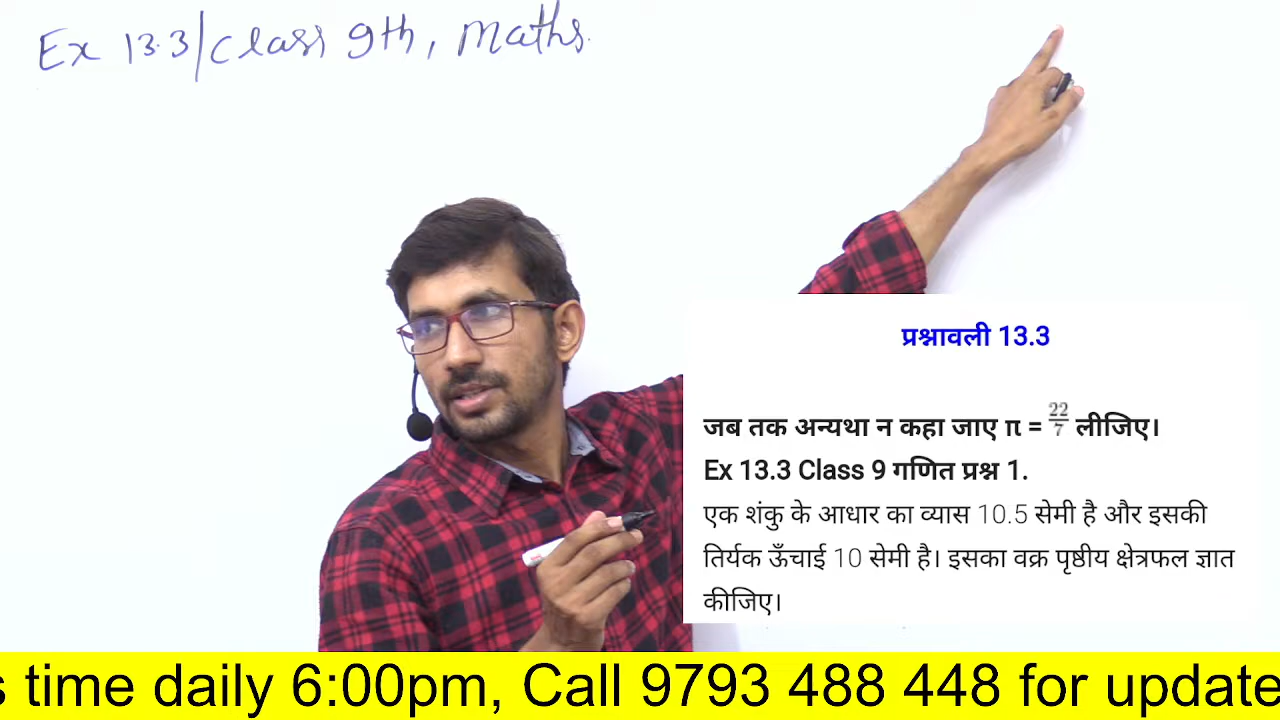 Ex 13.3/Class 9th, Maths.
प्रश्नावली 13.3
जब तक अन्यथा न कहा जाए π = 22/7 लीजिए।
Ex 13.3 Class 9 गणित प्रश्न 1.
एक शंकु के आधार का व्यास 10.5 सेमी है और इसकी
तिर्यक ऊँचाई 10 सेमी है। इसका वक्र पृष्ठीय क्षेत्रफल ज्ञात
कीजिए।
s time daily 6:00pm, Call 9793 488 448 for update